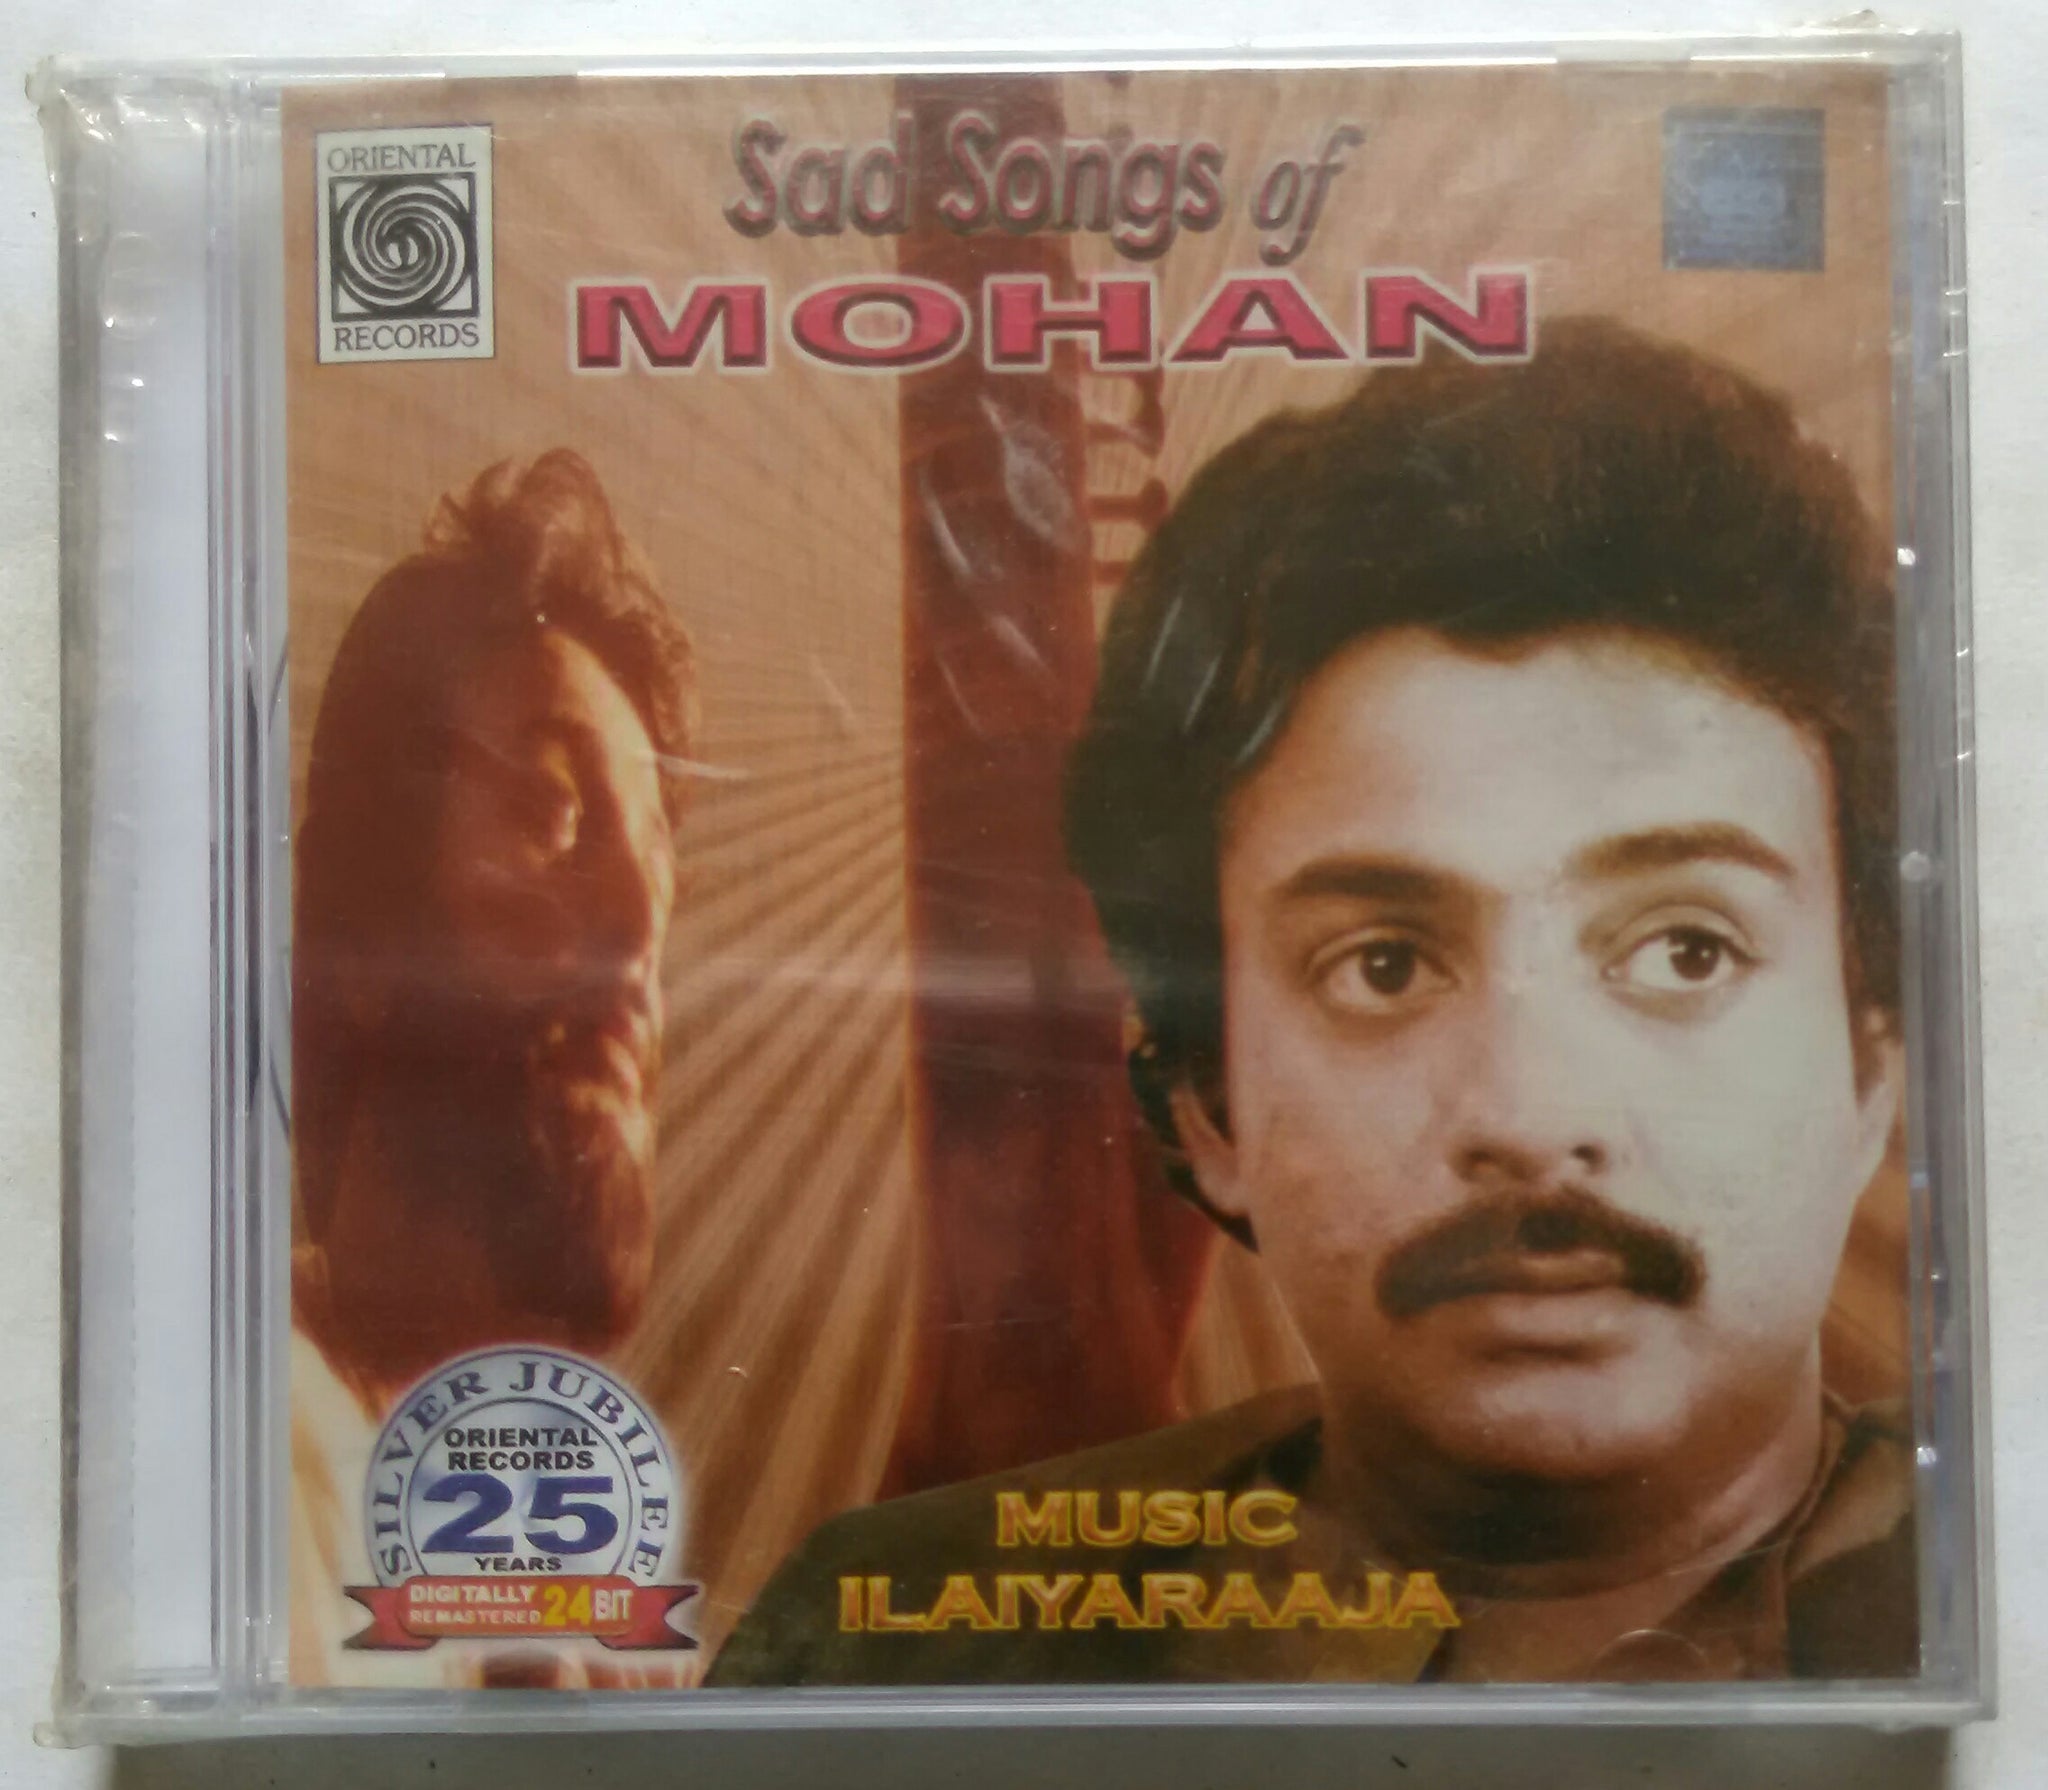 ORIENTAL
RECORDS
Sad Songs of
MOHAN
SILVER JUBILEE
ORIENTAL
RECORDS
25
YEARS
DIGITALLY
REMASTERED 24 BIT
MUSIC
ILAIYARAAJA